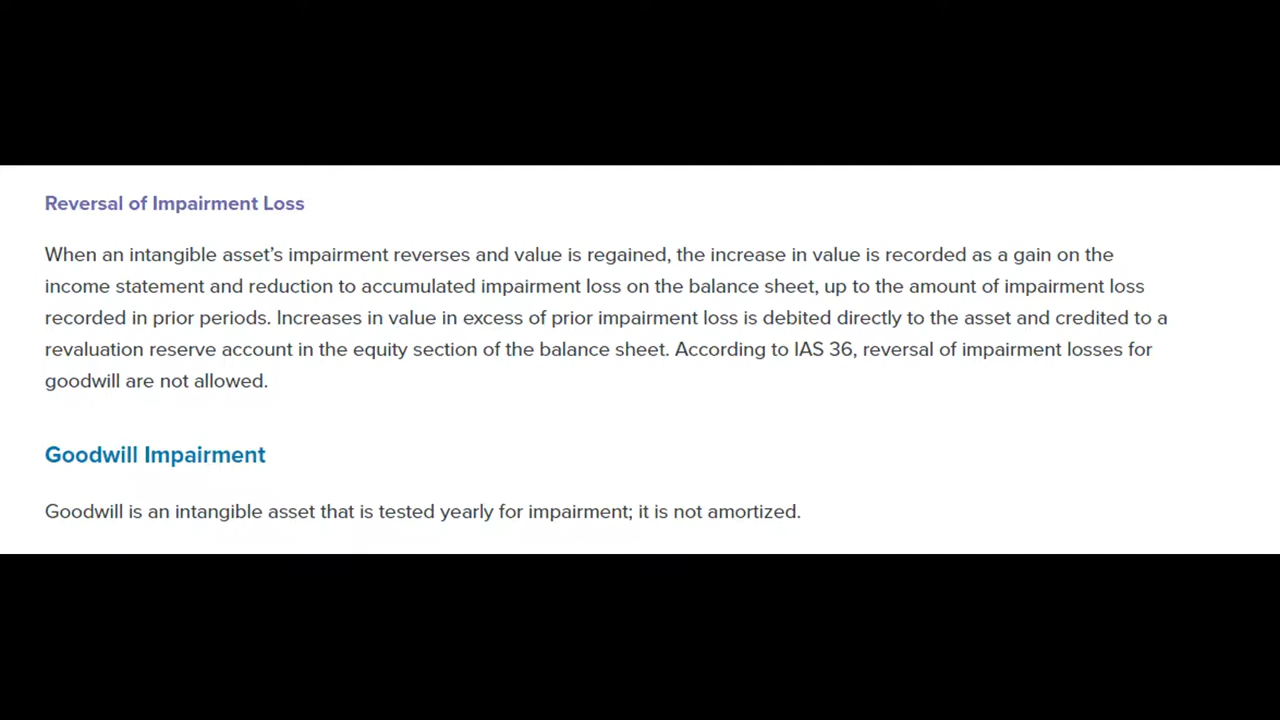 Reversal of Impairment Loss
When an intangible asset’s impairment reverses and value is regained, the increase in value is recorded as a gain on the
income statement and reduction to accumulated impairment loss on the balance sheet, up to the amount of impairment loss
recorded in prior periods. Increases in value in excess of prior impairment loss is debited directly to the asset and credited to a
revaluation reserve account in the equity section of the balance sheet. According to IAS 36, reversal of impairment losses for
goodwill are not allowed.
Goodwill Impairment
Goodwill is an intangible asset that is tested yearly for impairment; it is not amortized.